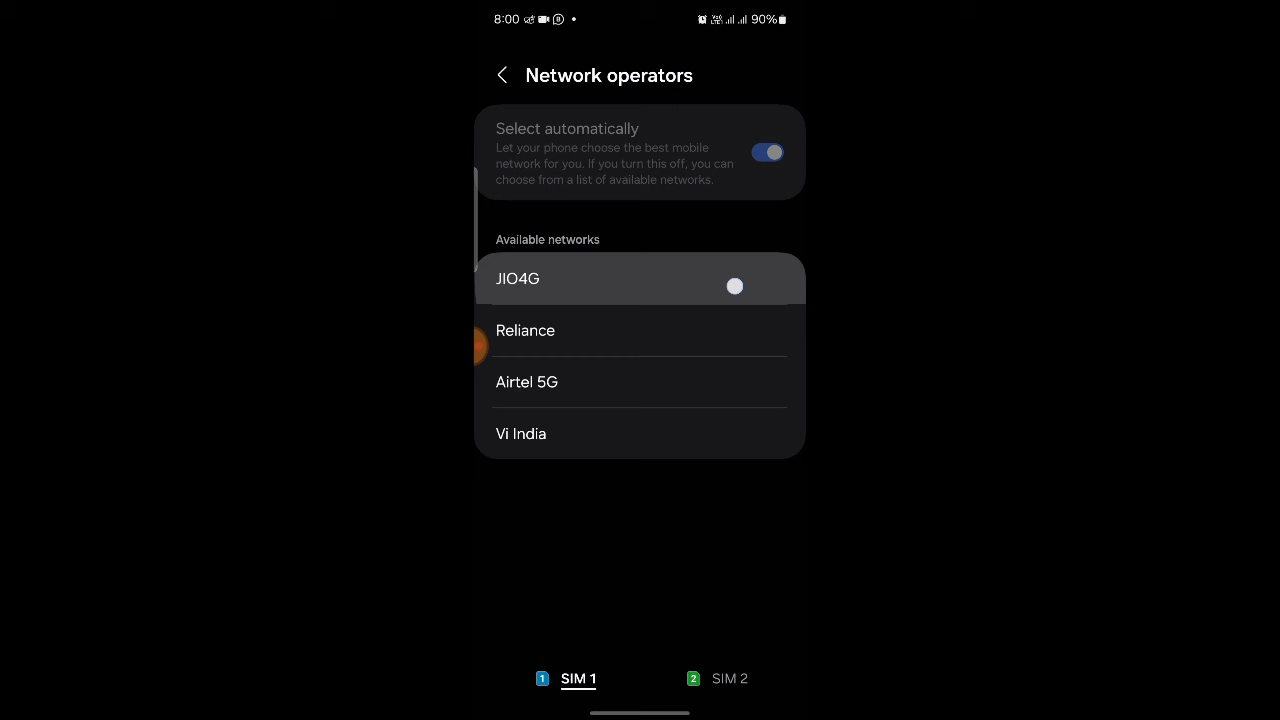 8:00 90%
Network operators
Select automatically
Let your phone choose the best mobile
network for you. If you turn this off, you can
choose from a list of available networks.
Available networks
JIO4G
Reliance
Airtel 5G
Vi India
1 SIM 1 2 SIM 2